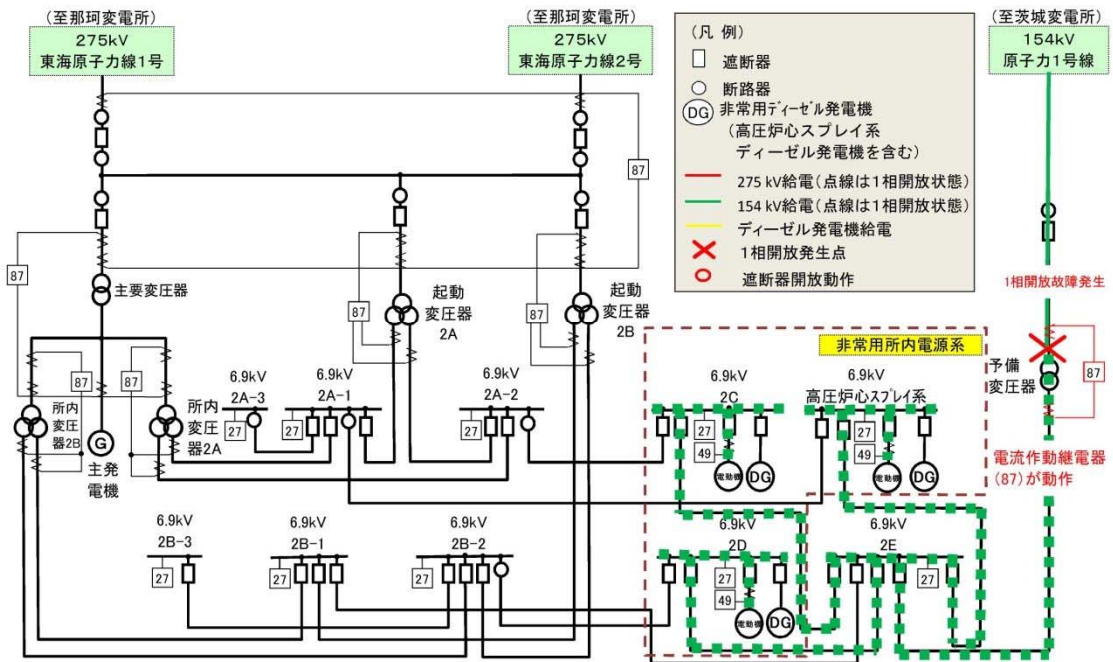 (至那珂変電所)
275kV
東海原子力線1号
(至那珂変電所)
275kV
東海原子力線2号
(至茨城変電所)
154kV
原子力1号線
(凡 例)
遮断器
断路器
DG
非常用ディーゼル発電機
(高圧炉心スプレイ系
ディーゼル発電機を含む)
275 kV給電(点線は1相開放状態)
154 kV給電(点線は1相開放状態)
ディーゼル発電機給電
1相開放発生点
遮断器開放動作
87
87
主要変圧器
87
起動
変圧器
2A
87
起動
変圧器
2B
1相開放故障発生
予備
変圧器
87
電流作動継電器
(87)が動作
87
87
所内
変圧
器2B
G
主発
電機
所内
変圧
器2A
6.9kV
2A-3
27
6.9kV
2A-1
27
6.9kV
2A-2
27
非常用所内電源系
6.9kV
2C
27
49
電動機
DG
6.9kV
高圧炉心スプレイ系
27
49
電動機
DG
6.9kV
2B-3
27
6.9kV
2B-1
27
6.9kV
2B-2
27
6.9kV
2D
27
49
電動機
DG
6.9kV
2E
27